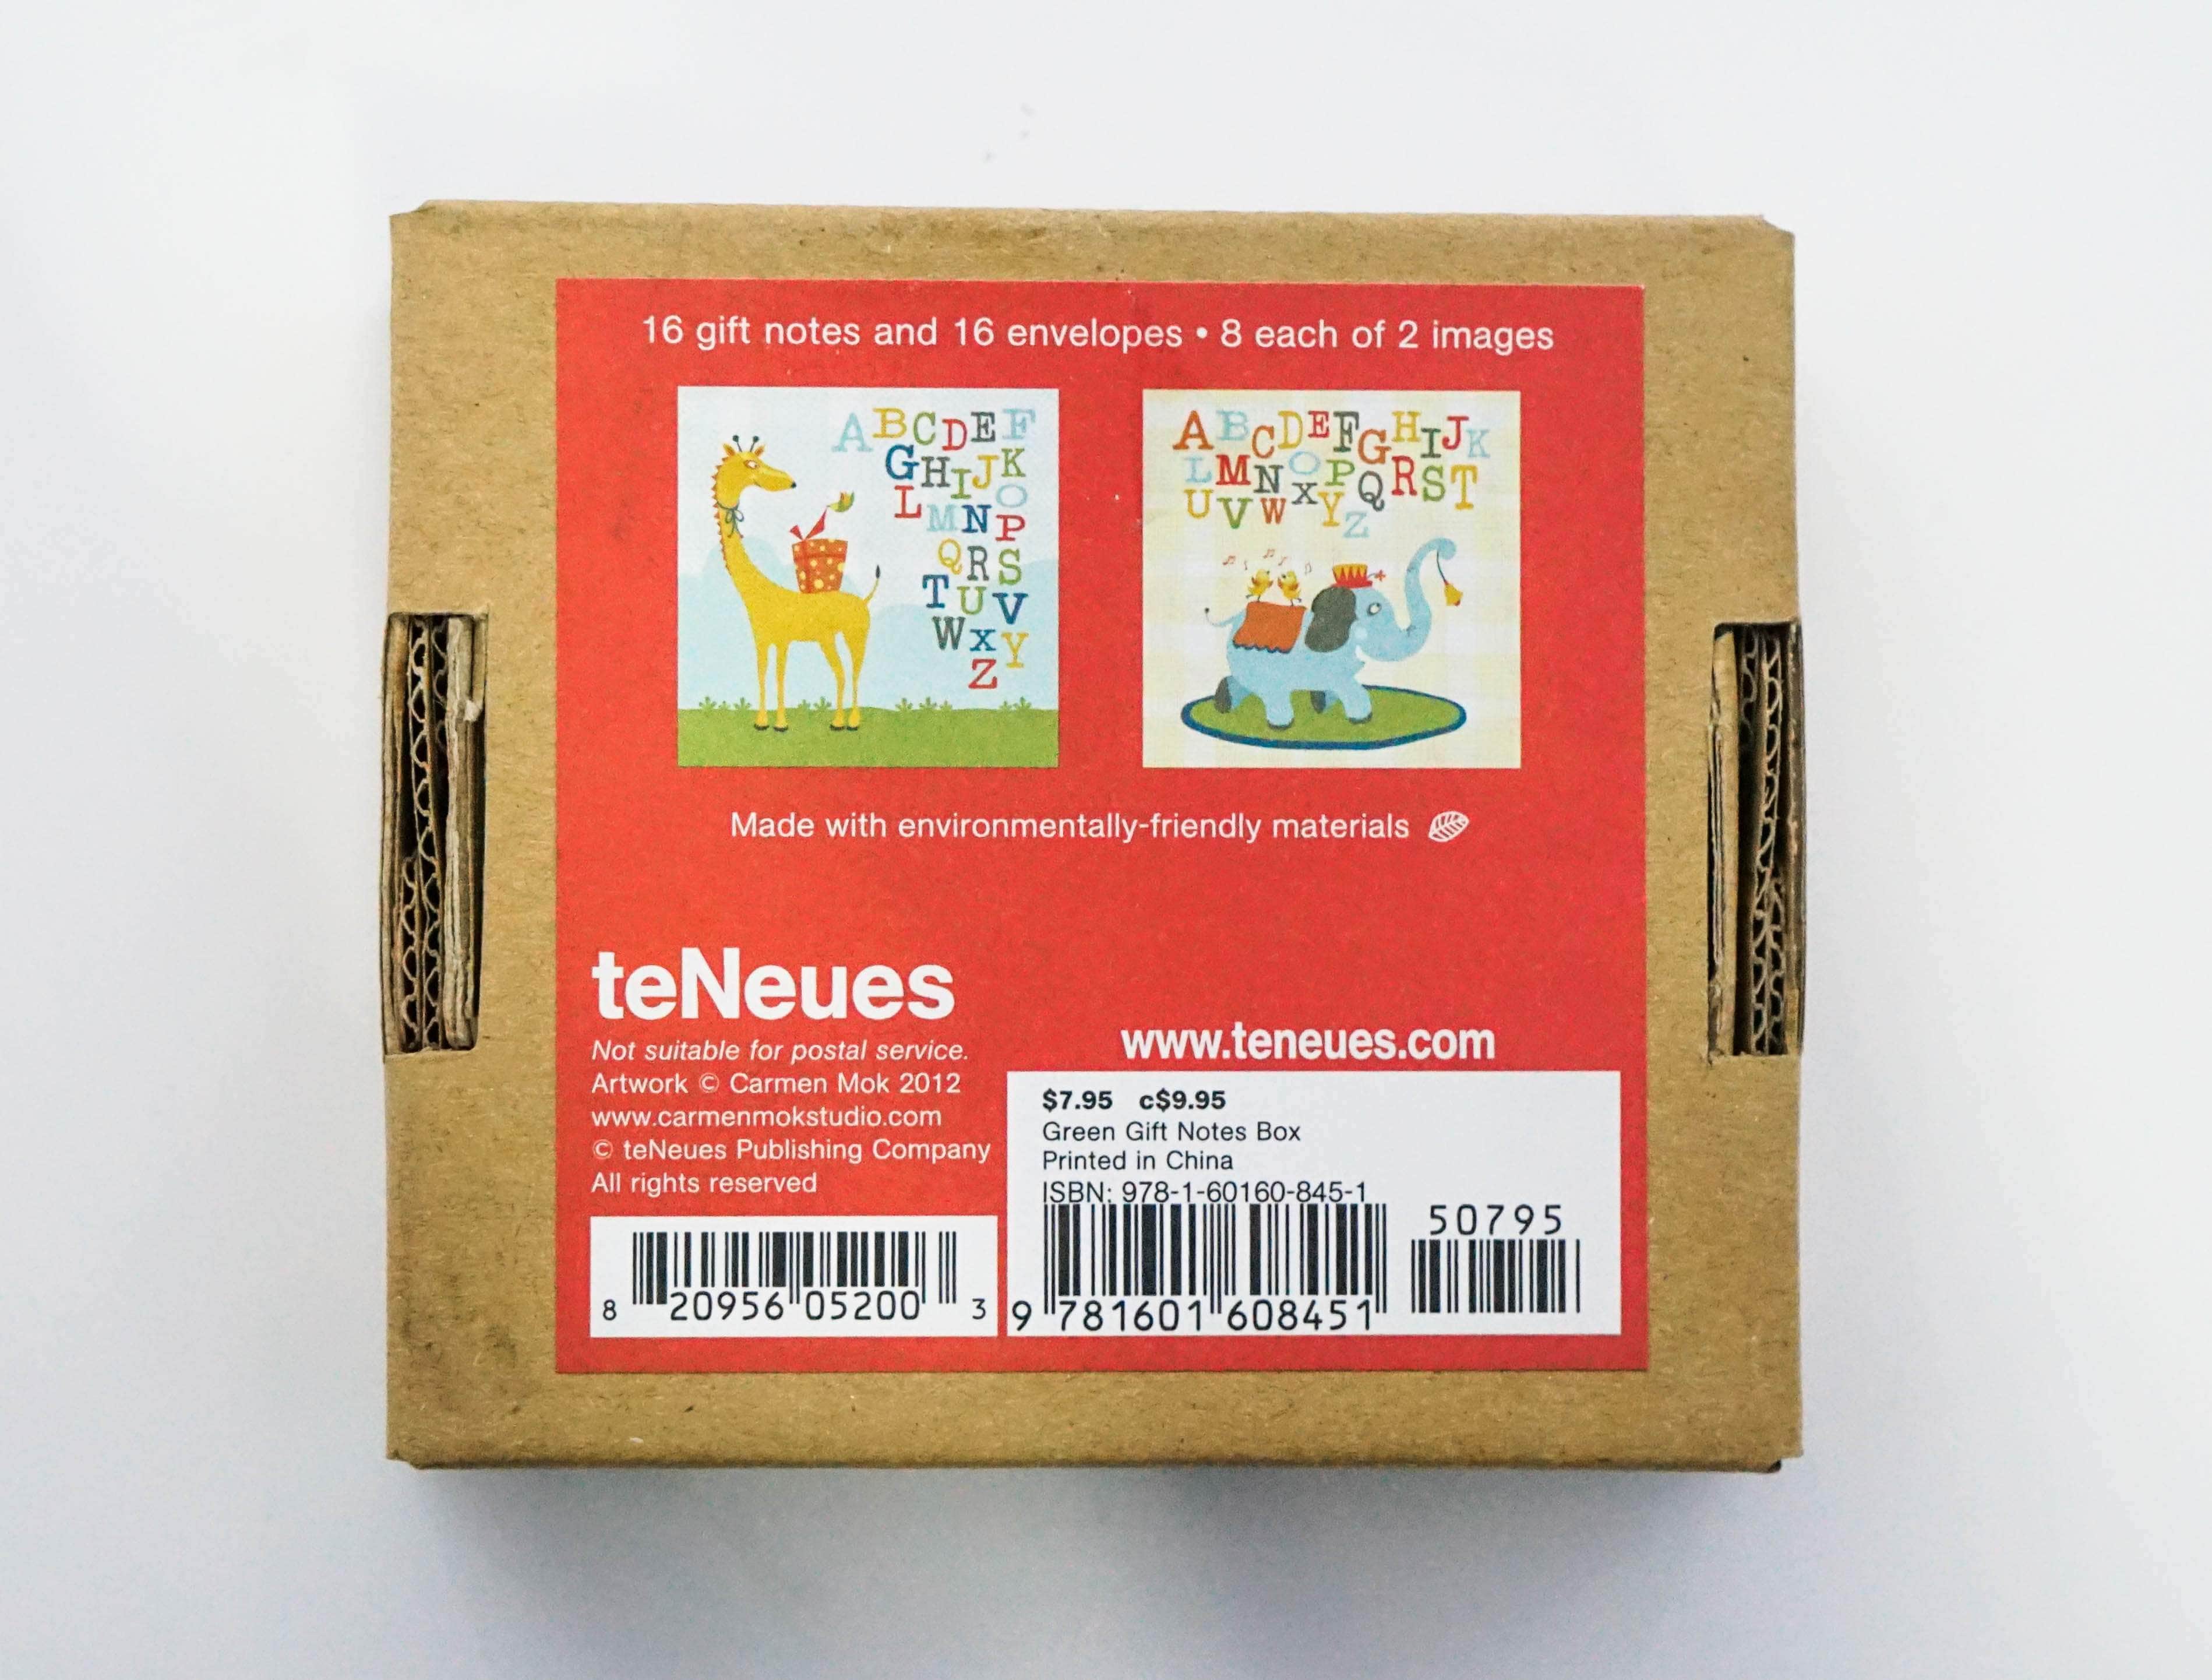 16 gift notes and 16 envelopes • 8 each of 2 images
ABCDEF
GHIJK
LMNOP
QRS
TUV
WXY
Z
ABCDEFGHIJK
LMNOPQRST
UVWXYZ
Made with environmentally-friendly materials
teNeues
Not suitable for postal service.
Artwork © Carmen Mok 2012
www.carmenmokstudio.com
© teNeues Publishing Company
All rights reserved
8 20956 05200 3
www.teneues.com
$7.95 c$9.95
Green Gift Notes Box
Printed in China
ISBN: 978-1-60160-845-1
50795
9 781601 608451